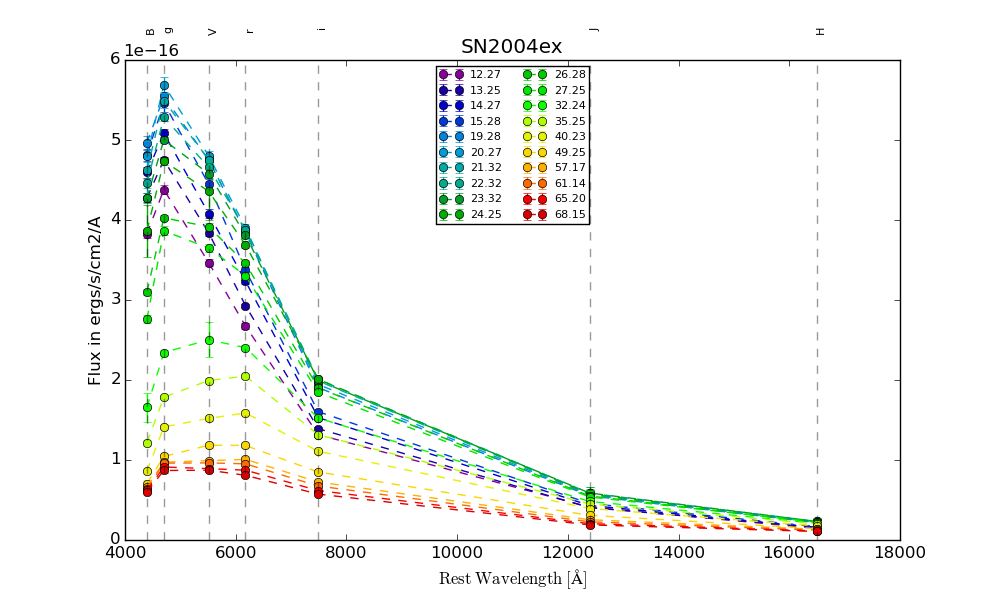 B g V r i J H
1e−16
SN2004ex
6
5
4
3
2
1
0
Flux in ergs/s/cm2/A
12.27 26.28
13.25 27.25
14.27 32.24
15.28 35.25
19.28 40.23
20.27 49.25
21.32 57.17
22.32 61.14
23.32 65.20
24.25 68.15
4000 6000 8000 10000 12000 14000 16000 18000
Rest Wavelength [Å]